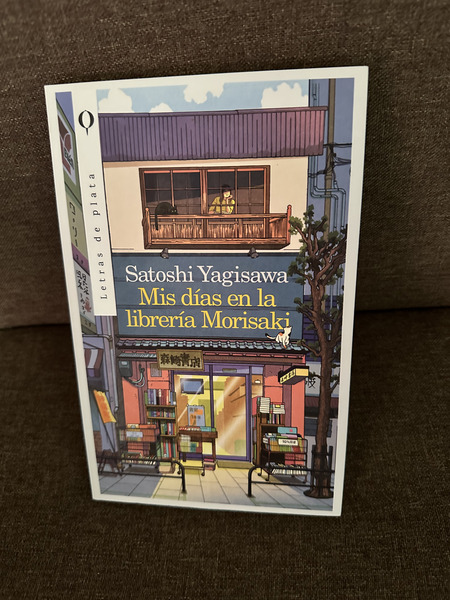 Letras de plata
Satoshi Yagisawa
Mis días en la
librería Morisaki